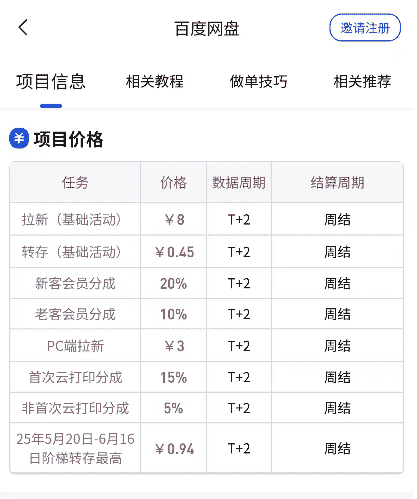 百度网盘
邀请注册
项目信息 相关教程 做单技巧 相关推荐
¥ 项目价格
任务 价格 数据周期 结算周期
拉新（基础活动） ￥8 T+2 周结
转存（基础活动） ￥0.45 T+2 周结
新客会员分成 20% T+2 周结
老客会员分成 10% T+2 周结
PC端拉新 ￥3 T+2 周结
首次云打印分成 15% T+2 周结
非首次云打印分成 5% T+2 周结
25年5月20日-6月16
日阶梯转存最高 ￥0.94 T+2 周结